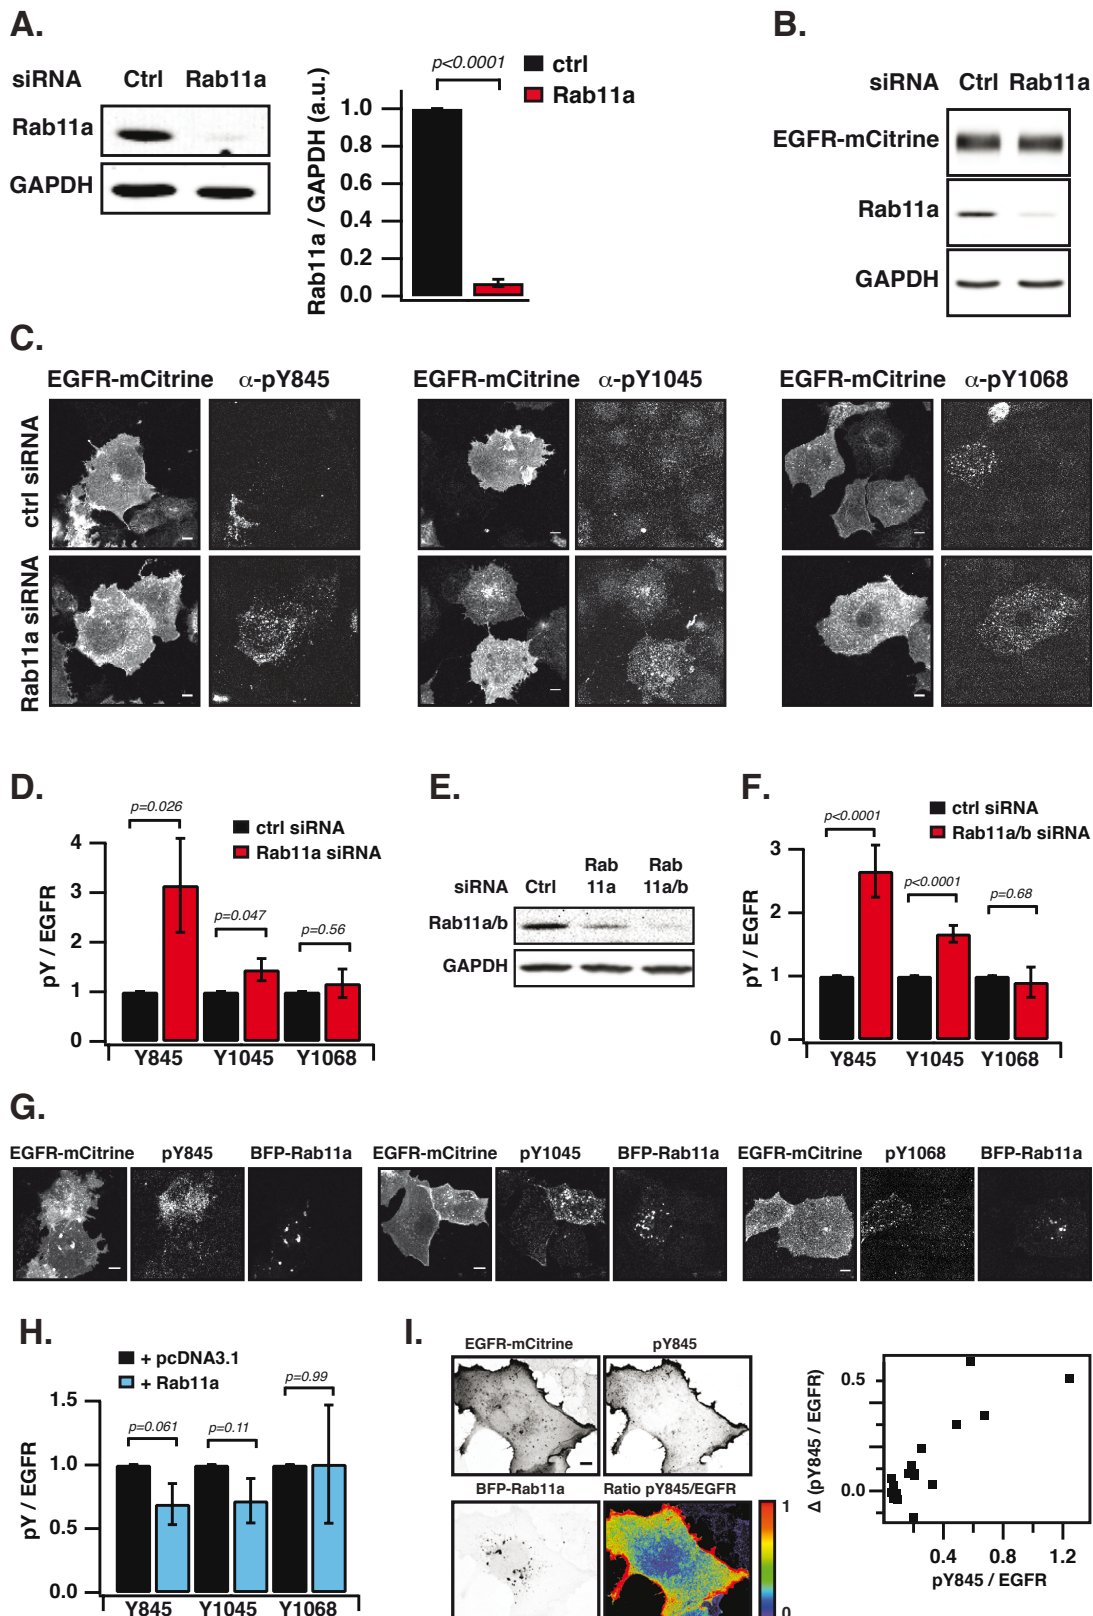 A.
siRNA Ctrl Rab11a
Rab11a
GAPDH
Rab11a / GAPDH (a.u.)
1.0
0.8
0.6
0.4
0.2
0.0
p<0.0001
ctrl
Rab11a
B.
siRNA Ctrl Rab11a
EGFR-mCitrine
Rab11a
GAPDH
C.
EGFR-mCitrine α-pY845 EGFR-mCitrine α-pY1045 EGFR-mCitrine α-pY1068
ctrl siRNA
Rab11a siRNA
D.
pY / EGFR
4
3
2
1
0
p=0.026
p=0.047
p=0.56
ctrl siRNA
Rab11a siRNA
Y845 Y1045 Y1068
E.
siRNA Ctrl Rab 11a Rab 11a/b
Rab11a/b
GAPDH
F.
pY / EGFR
3
2
1
0
p<0.0001
p<0.0001
p=0.68
ctrl siRNA
Rab11a/b siRNA
Y845 Y1045 Y1068
G.
EGFR-mCitrine pY845 BFP-Rab11a EGFR-mCitrine pY1045 BFP-Rab11a EGFR-mCitrine pY1068 BFP-Rab11a
H.
+ pcDNA3.1
+ Rab11a
pY / EGFR
1.5
1.0
0.5
0.0
p=0.061
p=0.11
p=0.99
Y845 Y1045 Y1068
I.
EGFR-mCitrine pY845
BFP-Rab11a Ratio pY845/EGFR
1
0
Δ (pY845 / EGFR)
0.5
0.0
0.4 0.8 1.2
pY845 / EGFR